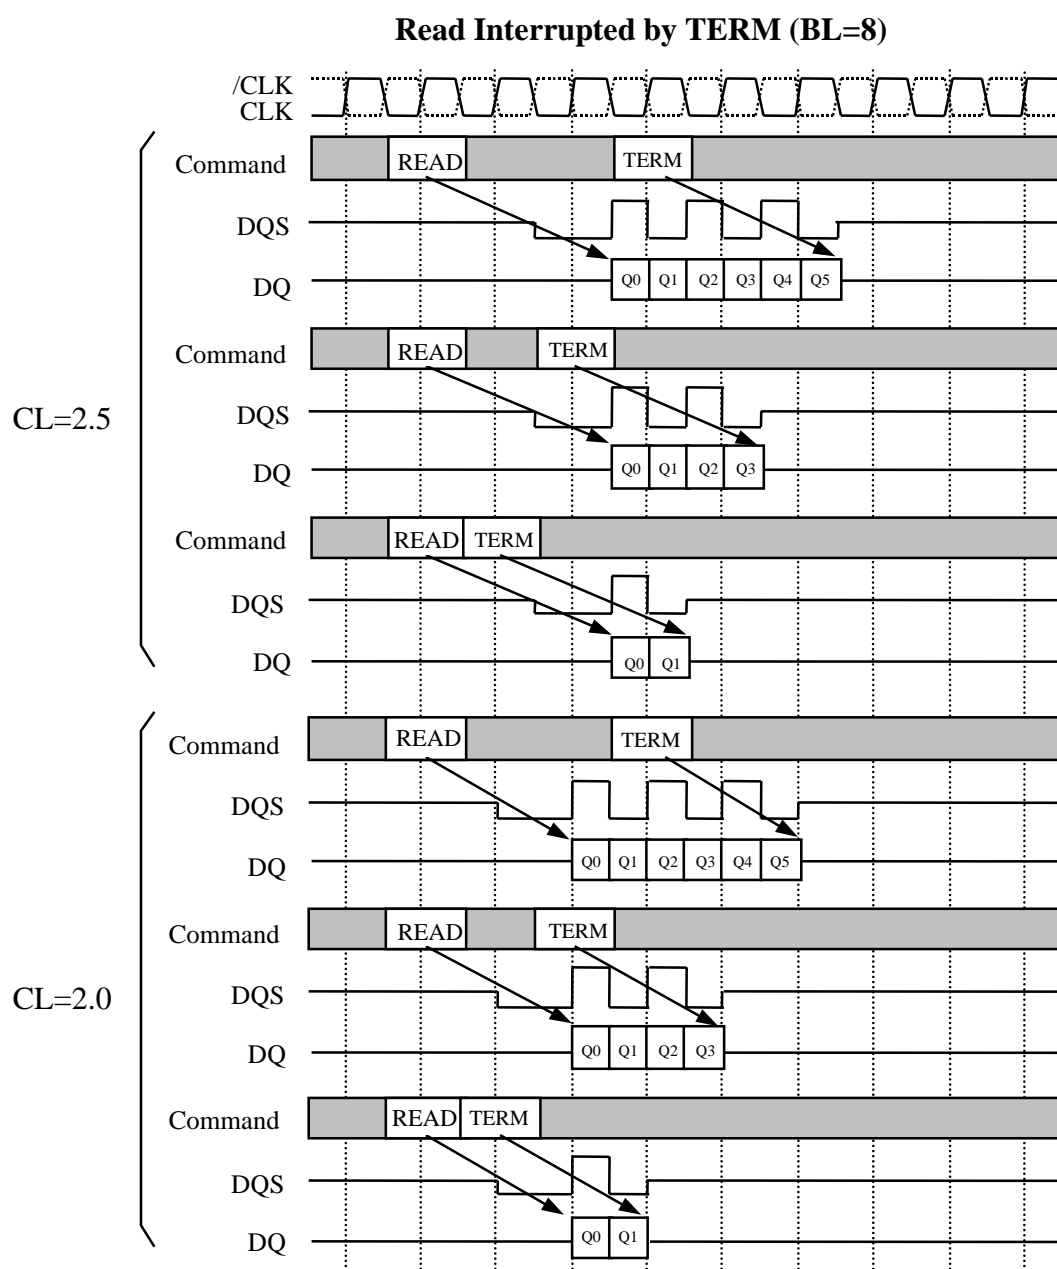 Read Interrupted by TERM (BL=8)
/CLK
CLK
Command READ TERM
DQS
DQ Q0 Q1 Q2 Q3 Q4 Q5
Command READ TERM
CL=2.5
DQS
DQ Q0 Q1 Q2 Q3
Command READ TERM
DQS
DQ Q0 Q1
Command READ TERM
DQS
DQ Q0 Q1 Q2 Q3 Q4 Q5
Command READ TERM
CL=2.0
DQS
DQ Q0 Q1 Q2 Q3
Command READ TERM
DQS
DQ Q0 Q1